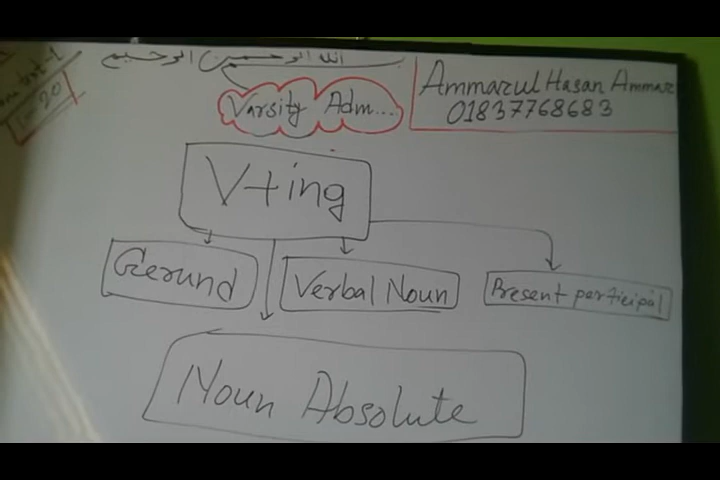 الله الرحمن الرحيم
Varsity Adm...
Ammarul Hasan Ammar
01837768683
V+ing
Gerund
Verbal Noun
Present participal
Noun Absolute